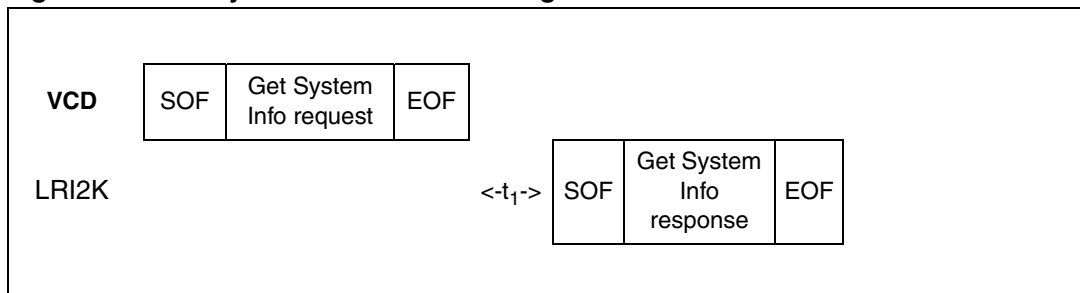 VCD
SOF
Get System
Info request
EOF
LRI2K
<-t₁->
SOF
Get System
Info
response
EOF